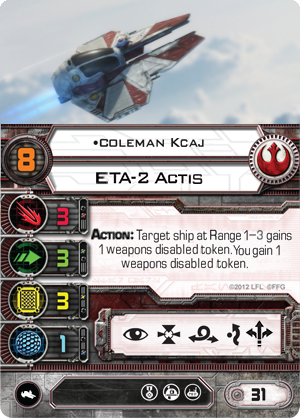 •Coleman Kcaj
8
ETA-2 Actis
3
3
3
1
Action: Target ship at Range 1-3 gains
1 weapons disabled token. You gain 1
weapons disabled token.
©2012 LFL ©FFG
31